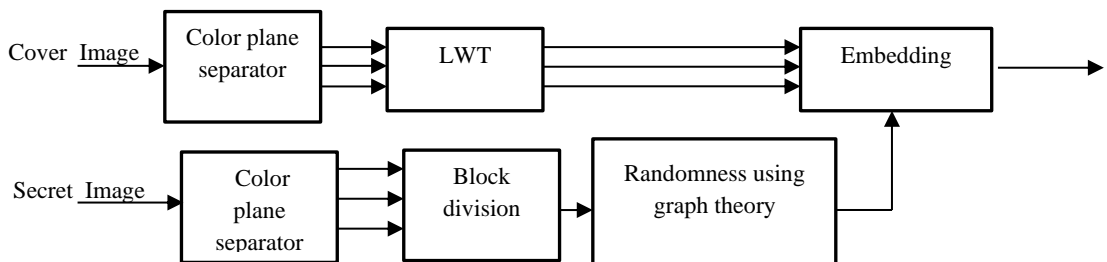 Cover Image
Color plane
separator
LWT
Embedding
Secret Image
Color
plane
separator
Block
division
Randomness using
graph theory